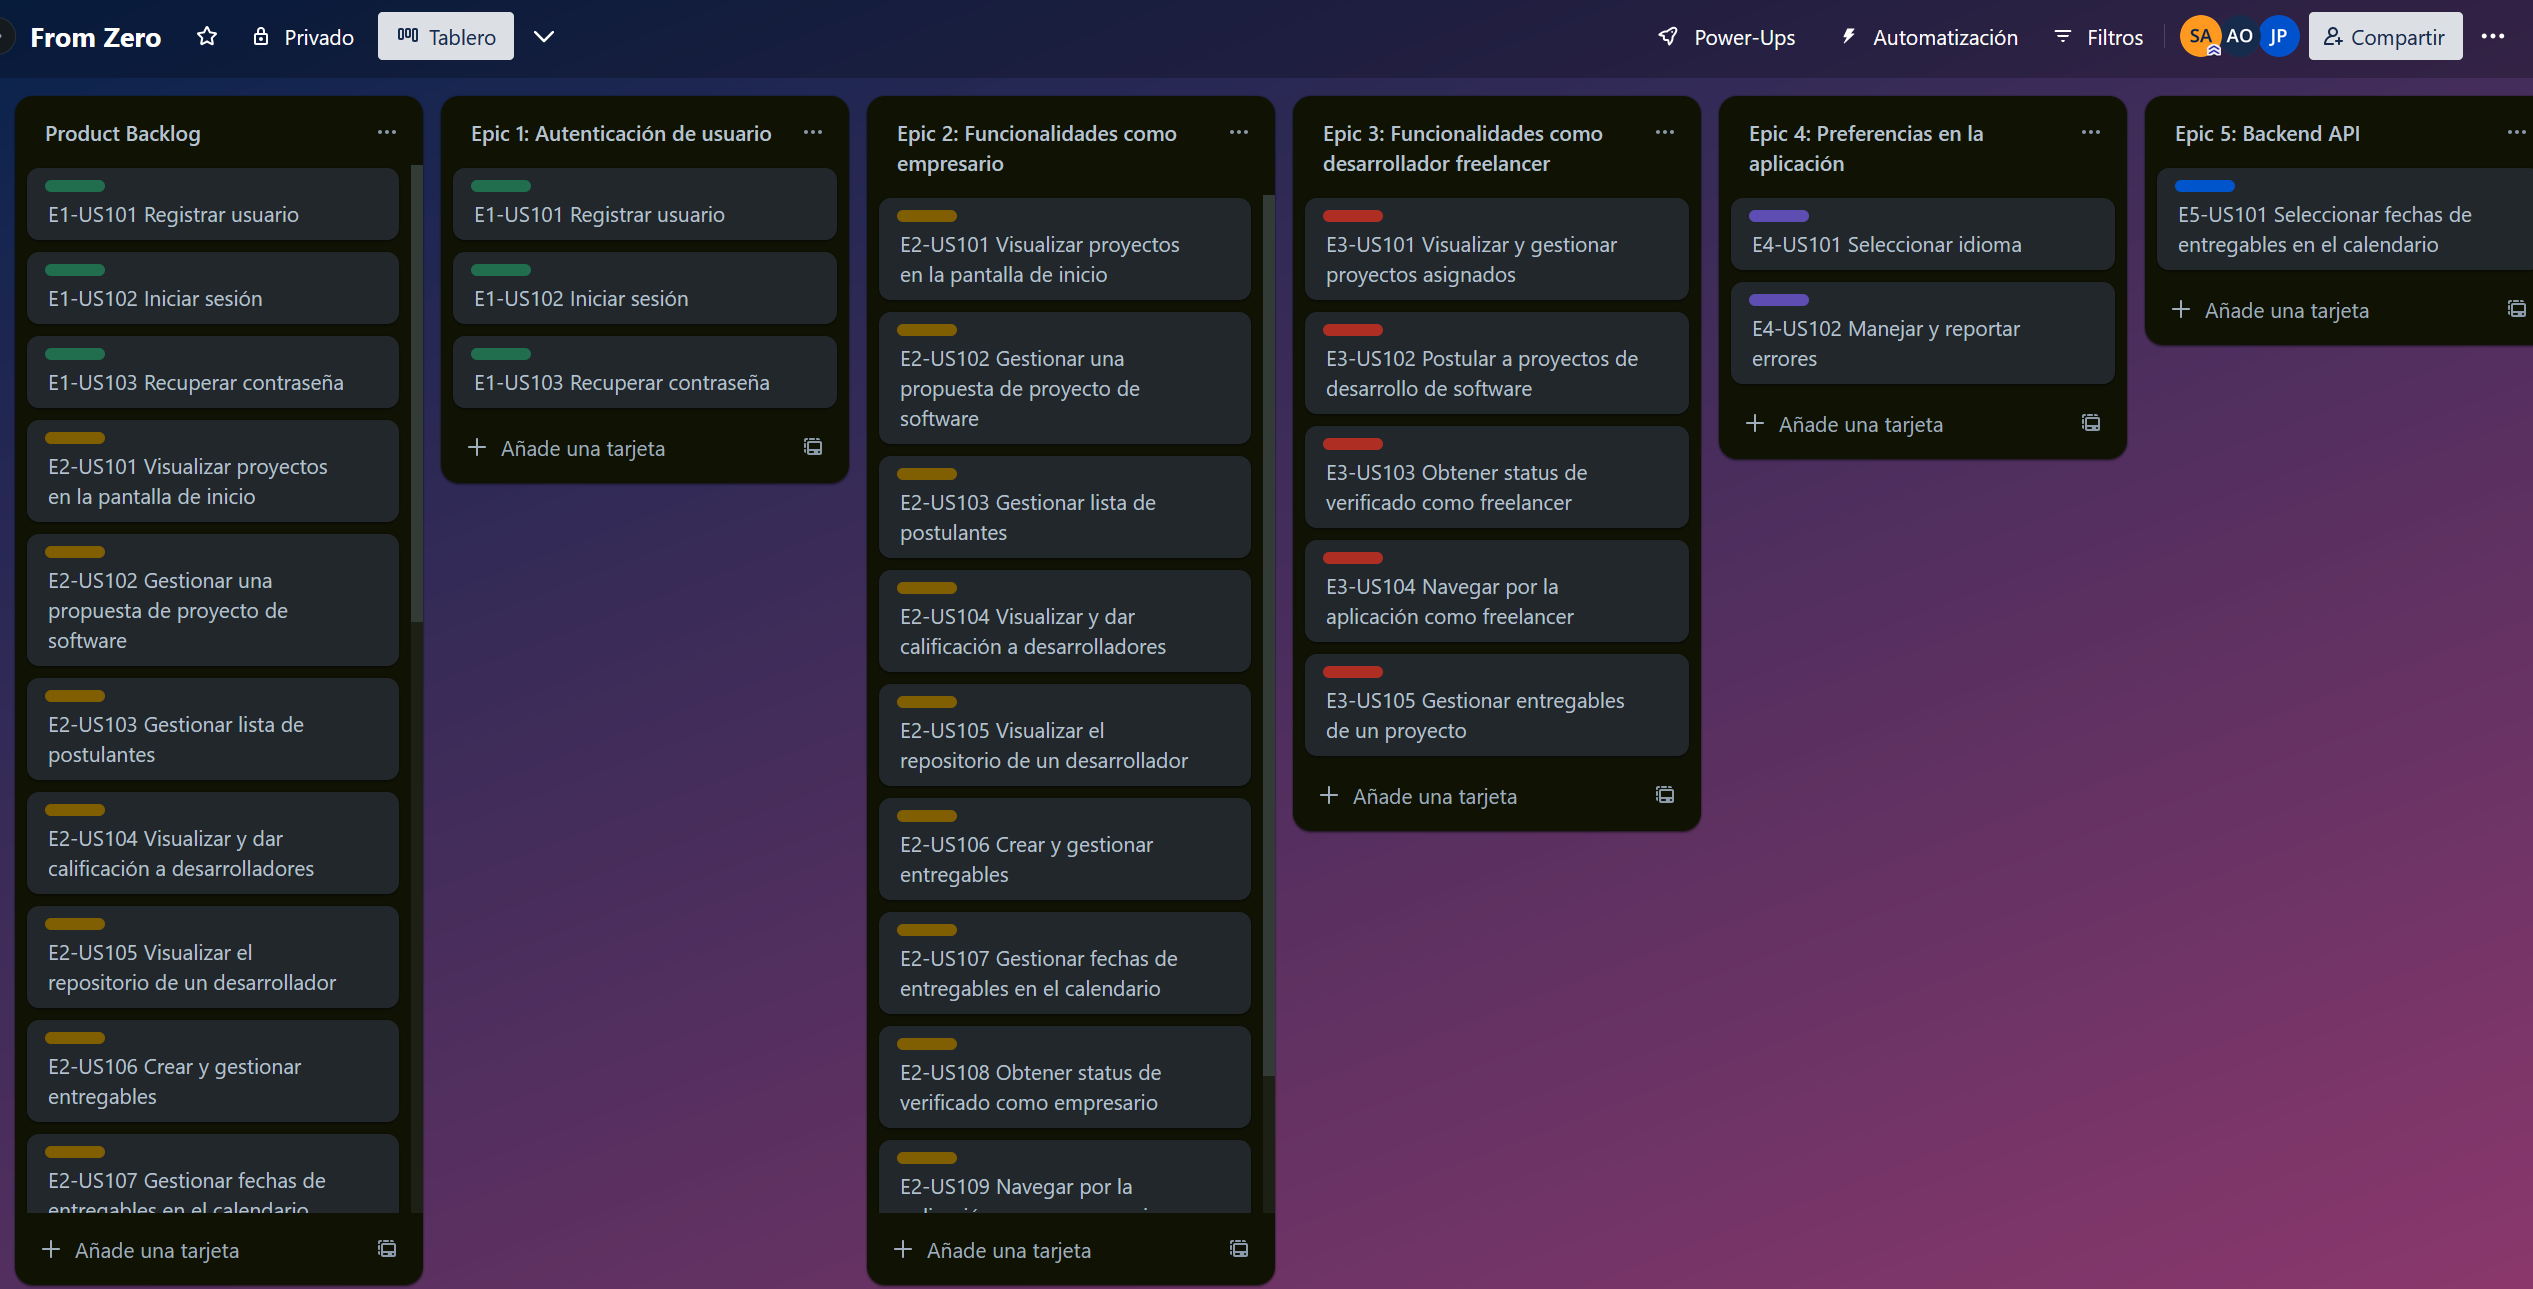 From Zero
Privado
Tablero
Power-Ups
Automatización
Filtros
SA
AO
JP
Compartir
Product Backlog
E1-US101 Registrar usuario
E1-US102 Iniciar sesión
E1-US103 Recuperar contraseña
E2-US101 Visualizar proyectos
en la pantalla de inicio
E2-US102 Gestionar una
propuesta de proyecto de
software
E2-US103 Gestionar lista de
postulantes
E2-US104 Visualizar y dar
calificación a desarrolladores
E2-US105 Visualizar el
repositorio de un desarrollador
E2-US106 Crear y gestionar
entregables
E2-US107 Gestionar fechas de
entregables en el calendario
Añade una tarjeta
Epic 1: Autenticación de usuario
E1-US101 Registrar usuario
E1-US102 Iniciar sesión
E1-US103 Recuperar contraseña
Añade una tarjeta
Epic 2: Funcionalidades como
empresario
E2-US101 Visualizar proyectos
en la pantalla de inicio
E2-US102 Gestionar una
propuesta de proyecto de
software
E2-US103 Gestionar lista de
postulantes
E2-US104 Visualizar y dar
calificación a desarrolladores
E2-US105 Visualizar el
repositorio de un desarrollador
E2-US106 Crear y gestionar
entregables
E2-US107 Gestionar fechas de
entregables en el calendario
E2-US108 Obtener status de
verificado como empresario
E2-US109 Navegar por la
Añade una tarjeta
Epic 3: Funcionalidades como
desarrollador freelancer
E3-US101 Visualizar y gestionar
proyectos asignados
E3-US102 Postular a proyectos de
desarrollo de software
E3-US103 Obtener status de
verificado como freelancer
E3-US104 Navegar por la
aplicación como freelancer
E3-US105 Gestionar entregables
de un proyecto
Añade una tarjeta
Epic 4: Preferencias en la
aplicación
E4-US101 Seleccionar idioma
E4-US102 Manejar y reportar
errores
Añade una tarjeta
Epic 5: Backend API
E5-US101 Seleccionar fechas de
entregables en el calendario
Añade una tarjeta